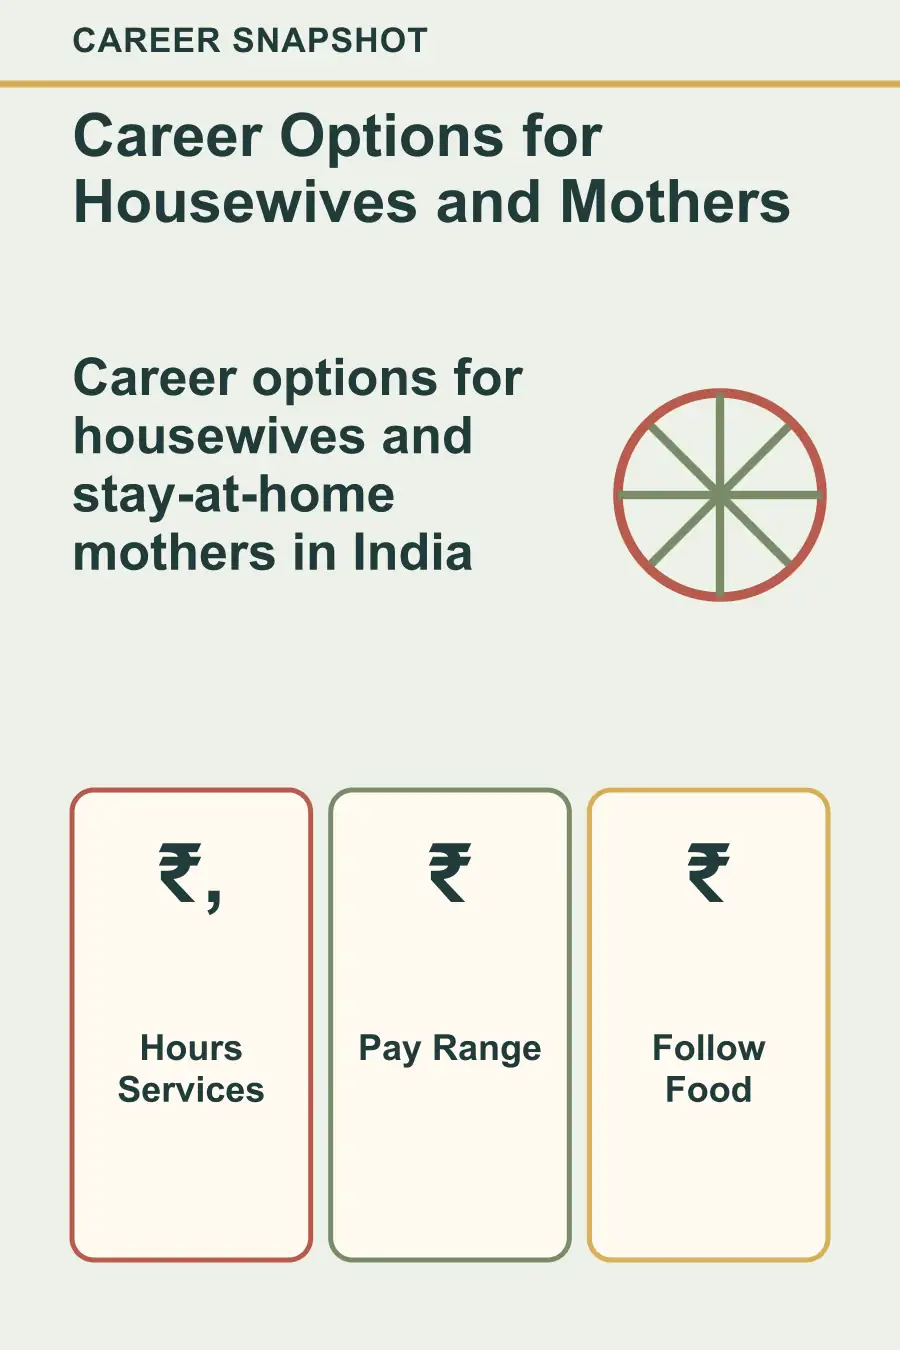 CAREER SNAPSHOT
Career Options for
Housewives and Mothers
Career options for
housewives and
stay-at-home
mothers in India
₹,
Hours
Services
₹
Pay Range
₹
Follow
Food